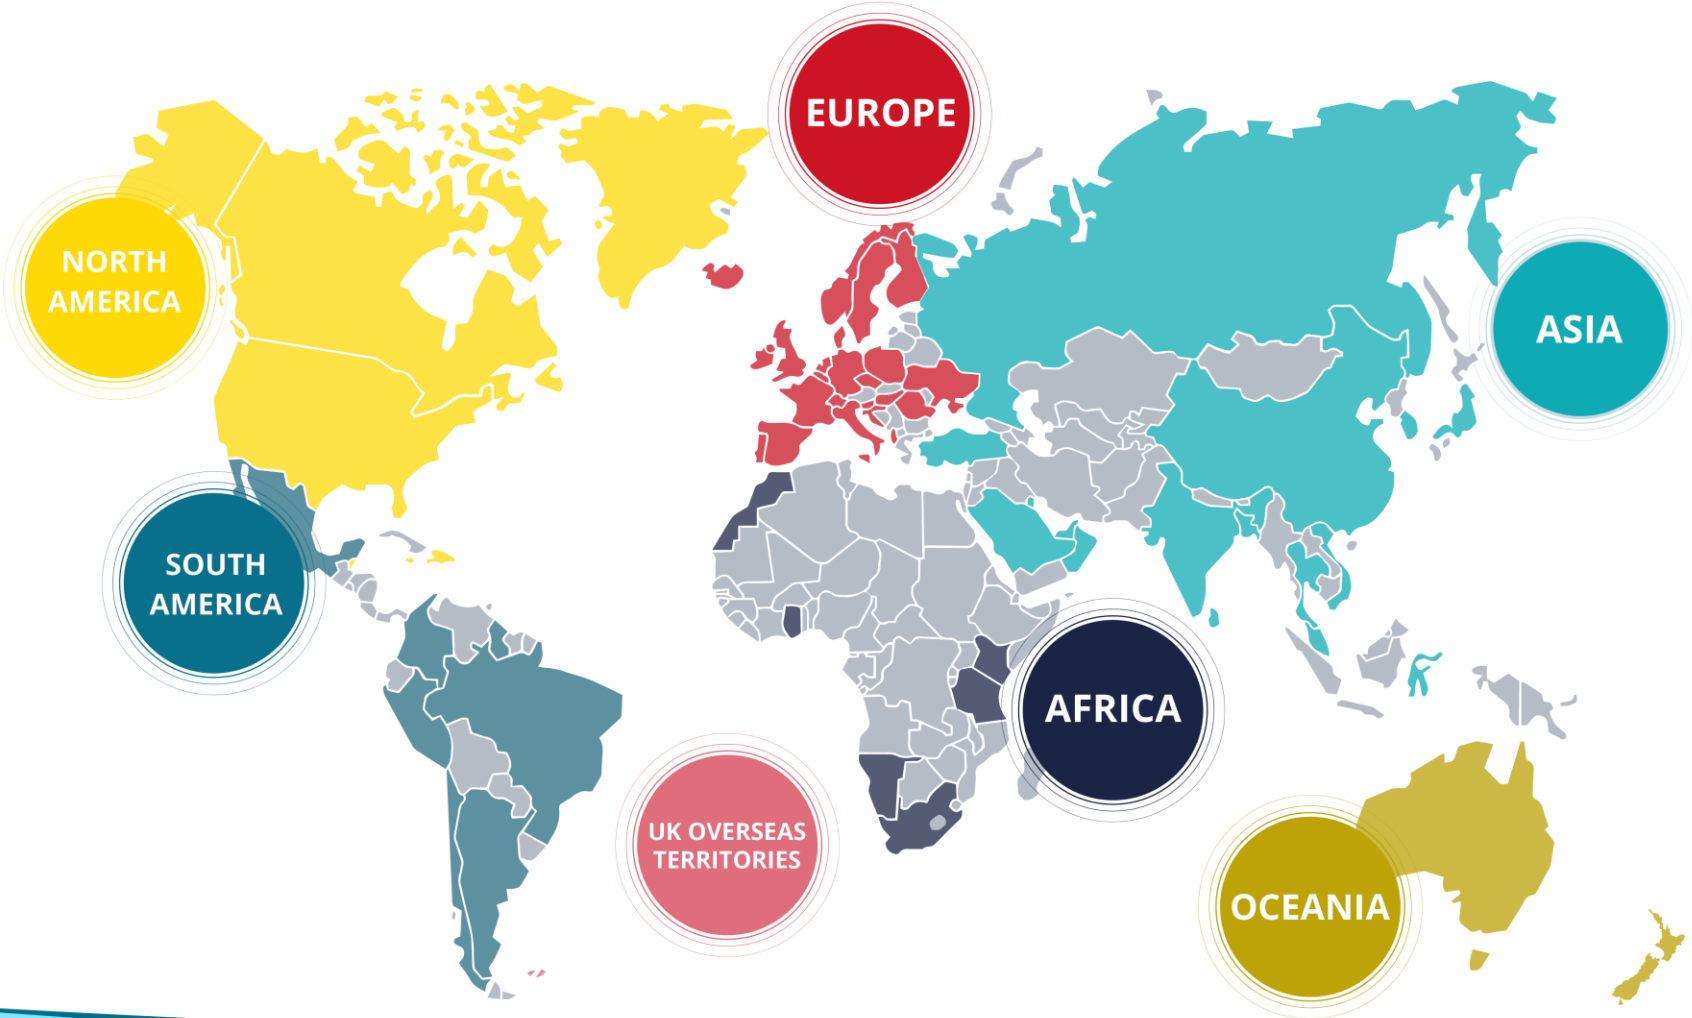 EUROPE
NORTH
AMERICA
ASIA
SOUTH
AMERICA
AFRICA
UK OVERSEAS
TERRITORIES
OCEANIA